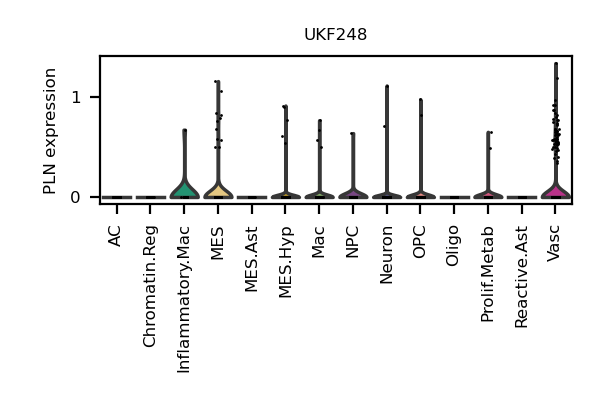 UKF248
PLN expression
1
0
AC
Chromatin.Reg
Inflammatory.Mac
MES
MES.Ast
MES.Hyp
Mac
NPC
Neuron
OPC
Oligo
Prolif.Metab
Reactive.Ast
Vasc